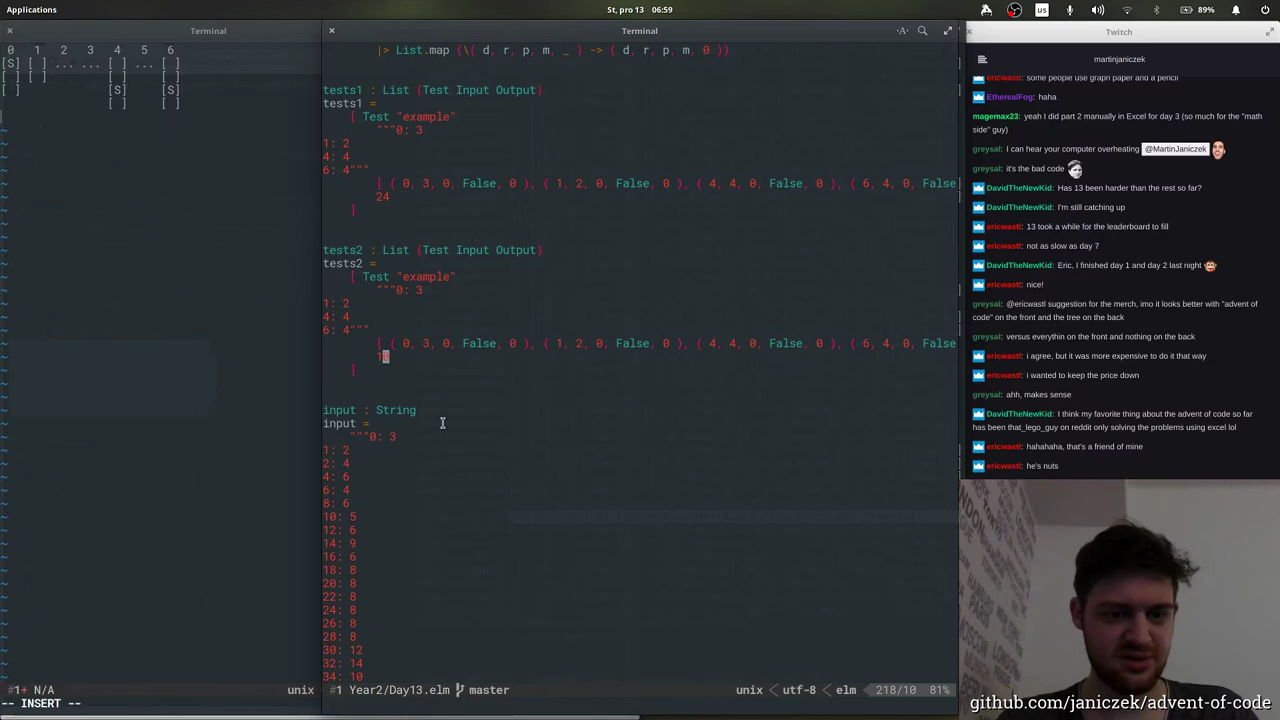 Applications
St, pro 13 06:59
us
89%
Terminal
0 1 2 3 4 5 6
[S] [ ] ... ... [ ] ... [ ]
[ ] [ ] [ ] [ ]
[ ] [S] [S]
[ ] [ ]
~
#1+ N/A
unix
-- INSERT --
Terminal
|> List.map (\( d, r, p, m, _ ) -> ( d, r, p, m, 0 ))
tests1 : List (Test Input Output)
tests1 =
[ Test "example"
"""0: 3
1: 2
4: 4
6: 4"""
[ ( 0, 3, 0, False, 0 ), ( 1, 2, 0, False, 0 ), ( 4, 4, 0, False, 0 ), ( 6, 4, 0, False
24
]
tests2 : List (Test Input Output)
tests2 =
[ Test "example"
"""0: 3
1: 2
4: 4
6: 4"""
[ ( 0, 3, 0, False, 0 ), ( 1, 2, 0, False, 0 ), ( 4, 4, 0, False, 0 ), ( 6, 4, 0, False
10
]
input : String
input =
"""0: 3
1: 2
2: 4
4: 6
6: 4
8: 6
10: 5
12: 6
14: 9
16: 6
18: 8
20: 8
22: 8
24: 8
26: 8
28: 8
30: 12
32: 14
34: 10
#1 Year2/Day13.elm master
unix < utf-8 < elm 218/10 81%
Twitch
martinjaniczek
ericwastl: some people use graph paper and a pencil
EtherealFog: haha
magemax23: yeah I did part 2 manually in Excel for day 3 (so much for the "math
side" guy)
greysal: I can hear your computer overheating @MartinJaniczek
greysal: it's the bad code
DavidTheNewKid: Has 13 been harder than the rest so far?
DavidTheNewKid: I'm still catching up
ericwastl: 13 took a while for the leaderboard to fill
ericwastl: not as slow as day 7
DavidTheNewKid: Eric, I finished day 1 and day 2 last night
ericwastl: nice!
greysal: @ericwastl suggestion for the merch, imo it looks better with "advent of
code" on the front and the tree on the back
greysal: versus everythin on the front and nothing on the back
ericwastl: i agree, but it was more expensive to do it that way
ericwastl: i wanted to keep the price down
greysal: ahh, makes sense
DavidTheNewKid: I think my favorite thing about the advent of code so far
has been that_lego_guy on reddit only solving the problems using excel lol
ericwastl: hahahaha, that's a friend of mine
ericwastl: he's nuts
github.com/janiczek/advent-of-code